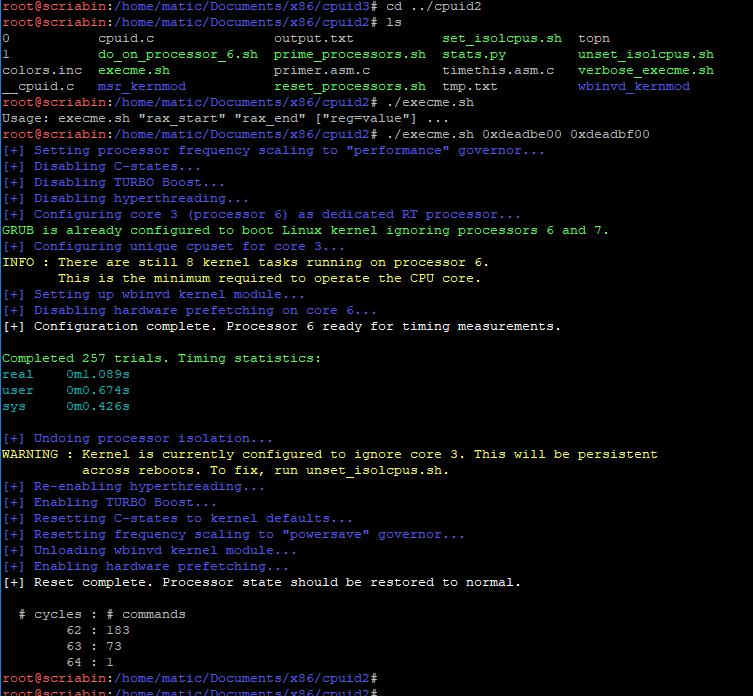 root@scriabin:/home/matic/Documents/x86/cpuid3# cd ../cpuid2
root@scriabin:/home/matic/Documents/x86/cpuid2# ls
0           cpuid.c                output.txt           set_isolcpus.sh  topn
1           do_on_processor_6.sh   prime_processors.sh  stats.py         unset_isolcpus.sh
colors.inc  execme.sh              primer.asm.c         timethis.asm.c   verbose_execme.sh
__cpuid.c   msr_kernmod            reset_processors.sh  tmp.txt          wbinvd_kernmod
root@scriabin:/home/matic/Documents/x86/cpuid2# ./execme.sh
Usage: execme.sh "rax_start" "rax_end" ["reg=value"] ...
root@scriabin:/home/matic/Documents/x86/cpuid2# ./execme.sh 0xdeadbe00 0xdeadbf00
[+] Setting processor frequency scaling to "performance" governor...
[+] Disabling C-states...
[+] Disabling TURBO Boost...
[+] Disabling hyperthreading...
[+] Configuring core 3 (processor 6) as dedicated RT processor...
GRUB is already configured to boot Linux kernel ignoring processors 6 and 7.
[+] Configuring unique cpuset for core 3...
INFO : There are still 8 kernel tasks running on processor 6.
       This is the minimum required to operate the CPU core.
[+] Setting up wbinvd kernel module...
[+] Disabling hardware prefetching on core 6...
[+] Configuration complete. Processor 6 ready for timing measurements.

Completed 257 trials. Timing statistics:
real    0m1.089s
user    0m0.674s
sys     0m0.426s

[+] Undoing processor isolation...
WARNING : Kernel is currently configured to ignore core 3. This will be persistent
          across reboots. To fix, run unset_isolcpus.sh.
[+] Re-enabling hyperthreading...
[+] Enabling TURBO Boost...
[+] Resetting C-states to kernel defaults...
[+] Resetting frequency scaling to "powersave" governor...
[+] Unloading wbinvd kernel module...
[+] Enabling hardware prefetching...
[+] Reset complete. Processor state should be restored to normal.

  # cycles : # commands
        62 : 183
        63 : 73
        64 : 1
root@scriabin:/home/matic/Documents/x86/cpuid2#
root@scriabin:/home/matic/Documents/x86/cpuid2#